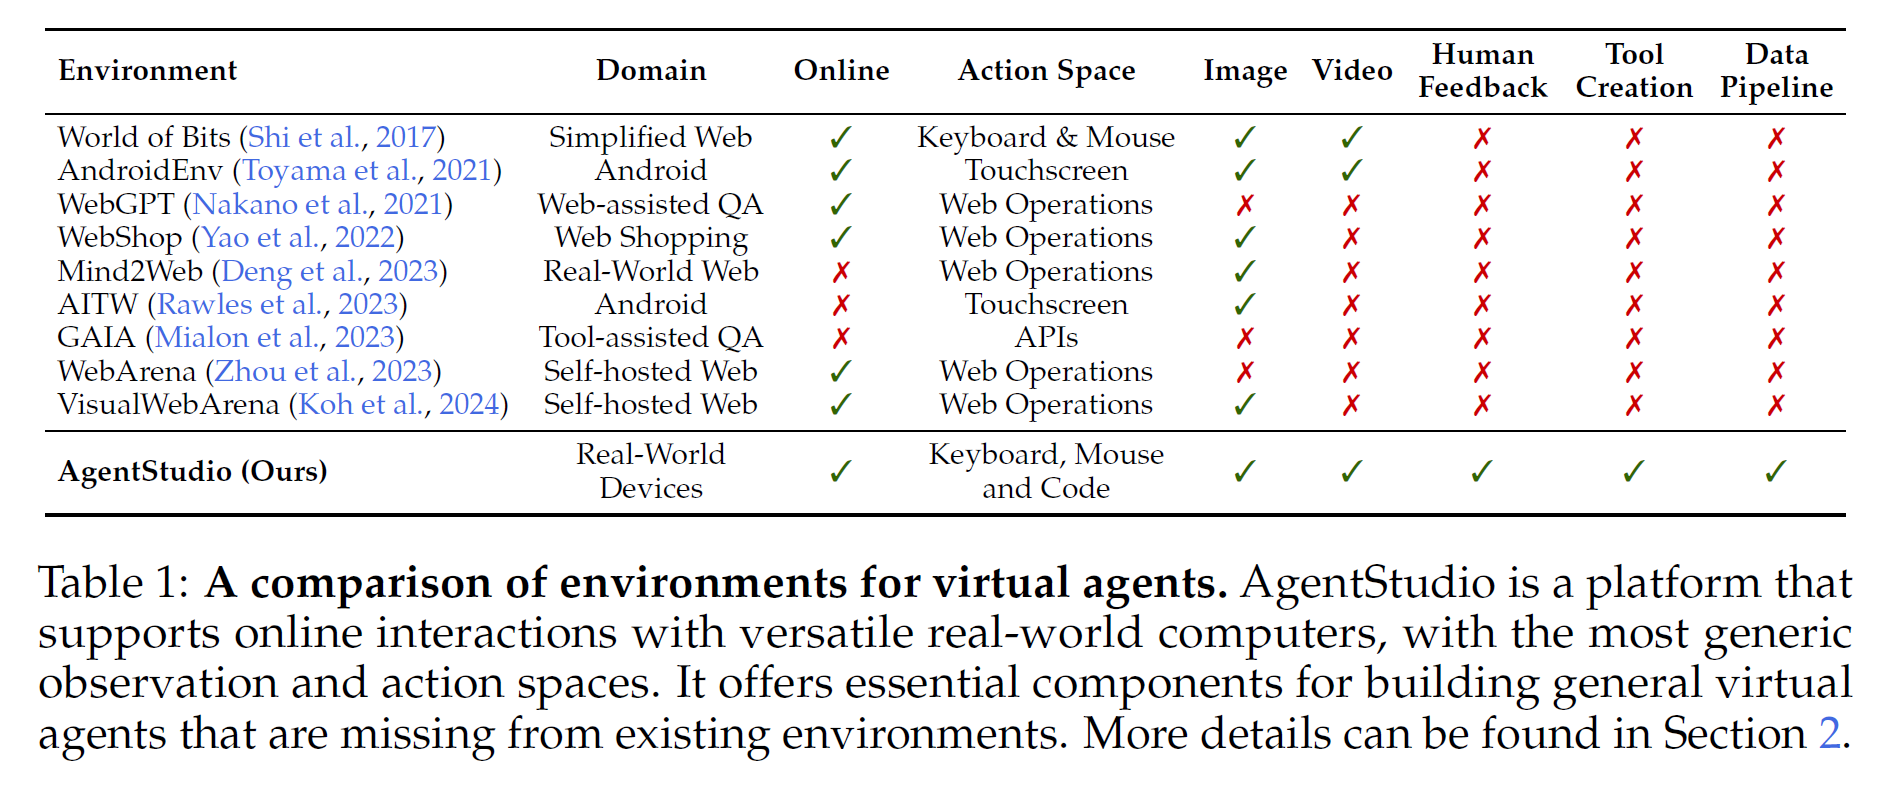 Environment Domain Online Action Space Image Video Human Feedback Tool Creation Data Pipeline
World of Bits (Shi et al., 2017) Simplified Web ✓ Keyboard & Mouse ✓ ✓ ✗ ✗ ✗
AndroidEnv (Toyama et al., 2021) Android ✓ Touchscreen ✓ ✓ ✗ ✗ ✗
WebGPT (Nakano et al., 2021) Web-assisted QA ✓ Web Operations ✗ ✗ ✗ ✗ ✗
WebShop (Yao et al., 2022) Web Shopping ✓ Web Operations ✓ ✗ ✗ ✗ ✗
Mind2Web (Deng et al., 2023) Real-World Web ✗ Web Operations ✓ ✗ ✗ ✗ ✗
AITW (Rawles et al., 2023) Android ✗ Touchscreen ✓ ✗ ✗ ✗ ✗
GAIA (Mialon et al., 2023) Tool-assisted QA ✗ APIs ✗ ✗ ✗ ✗ ✗
WebArena (Zhou et al., 2023) Self-hosted Web ✓ Web Operations ✗ ✗ ✗ ✗ ✗
VisualWebArena (Koh et al., 2024) Self-hosted Web ✓ Web Operations ✓ ✗ ✗ ✗ ✗
AgentStudio (Ours) Real-World Devices ✓ Keyboard, Mouse and Code ✓ ✓ ✓ ✓ ✓
Table 1: A comparison of environments for virtual agents. AgentStudio is a platform that
supports online interactions with versatile real-world computers, with the most generic
observation and action spaces. It offers essential components for building general virtual
agents that are missing from existing environments. More details can be found in Section 2.